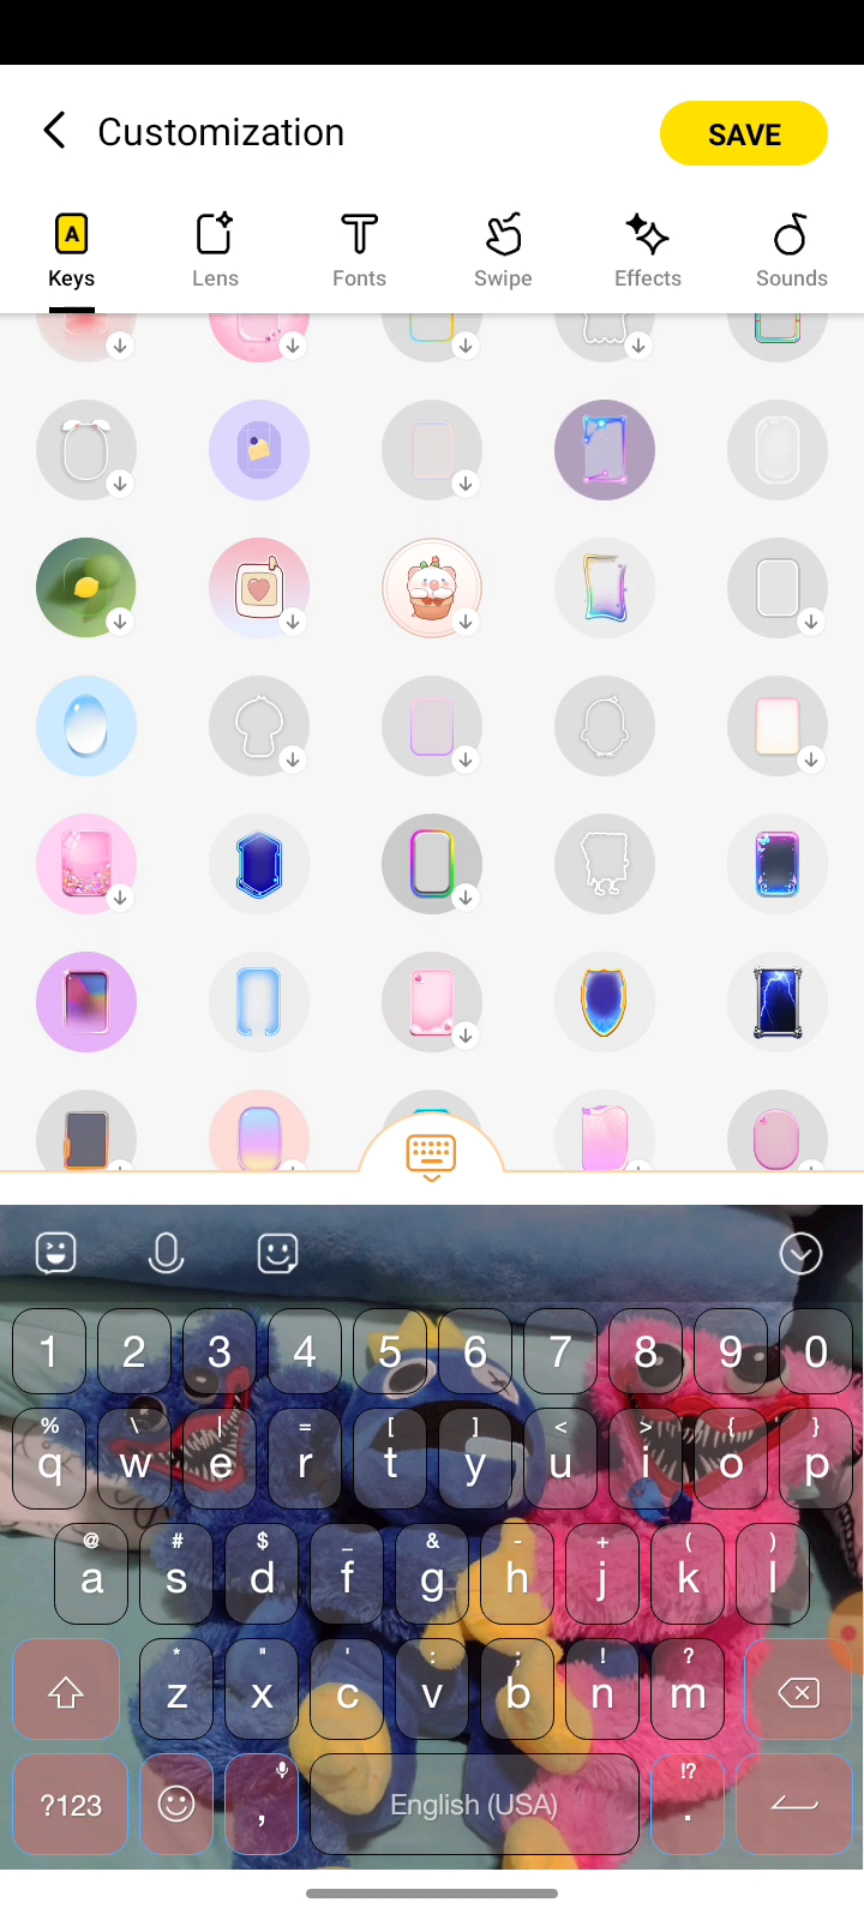 Customization
SAVE
A
Keys Lens Fonts Swipe Effects Sounds
1 2 3 4 5 6 7 8 9 0
% \ | = [ ] < > { }
q w e r t y u i o p
@ # $ _ & - + ( )
a s d f g h j k l
* " ' : ; ! ?
z x c v b n m
!?
?123 , English (USA) .